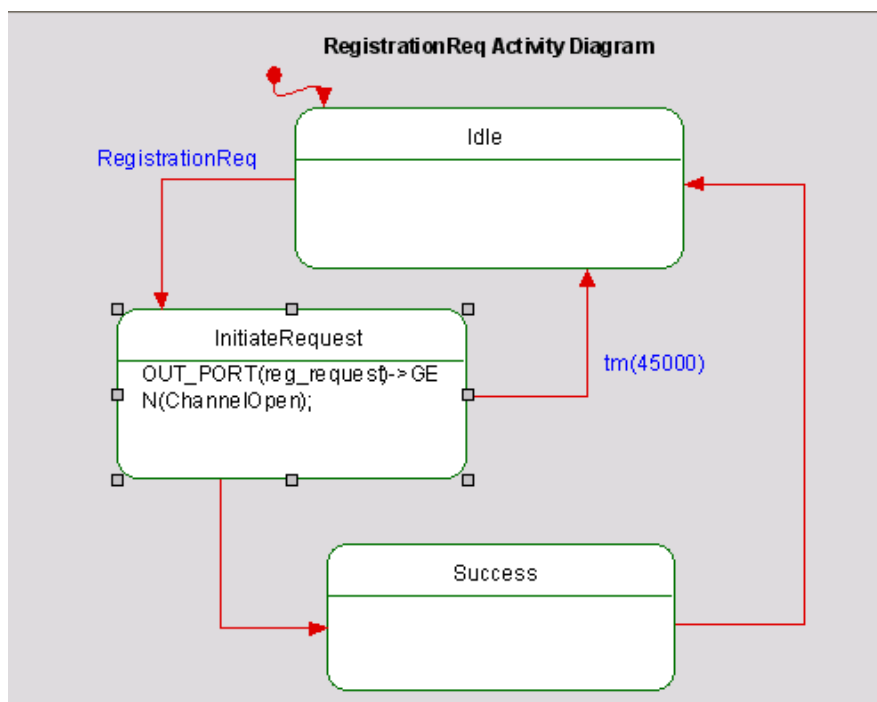 RegistrationReq Activity Diagram
Idle
RegistrationReq
InitiateRequest
OUT_PORT(reg_request)->GE
N(ChannelOpen);
tm(45000)
Success